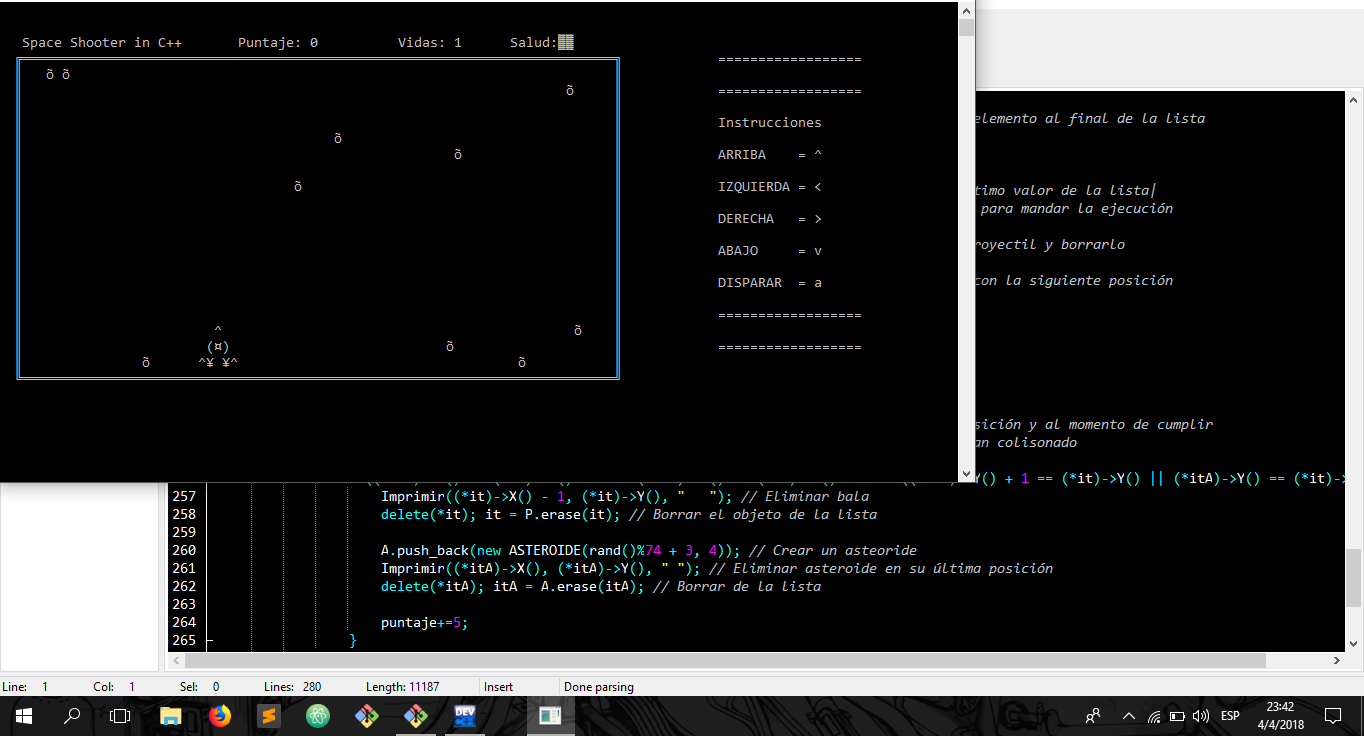 Space Shooter in C++ Puntaje: 0 Vidas: 1 Salud:▓▓
==================
õ õ
õ
==================
elemento al final de la lista
Instrucciones
õ
ARRIBA = ^
õ
IZQUIERDA = <
õ
timo valor de la lista|
para mandar la ejecución
DERECHA = >
royectil y borrarlo
ABAJO = v
con la siguiente posición
DISPARAR = a
==================
^ õ
(¤) õ
==================
õ ^¥ ¥^ õ
sición y al momento de cumplir
an colisonado
Y() + 1 == (*it)->Y() || (*itA)->Y() == (*it)->
257 Imprimir((*it)->X() - 1, (*it)->Y(), "   "); // Eliminar bala
258 delete(*it); it = P.erase(it); // Borrar el objeto de la lista
259
260 A.push_back(new ASTEROIDE(rand()%74 + 3, 4)); // Crear un asteoride
261 Imprimir((*itA)->X(), (*itA)->Y(), " "); // Eliminar asteroide en su última posición
262 delete(*itA); itA = A.erase(itA); // Borrar de la lista
263
264 puntaje+=5;
265 }
Line: 1 Col: 1 Sel: 0 Lines: 280 Length: 11187 Insert Done parsing
DEV
C++
ESP
23:42
4/4/2018